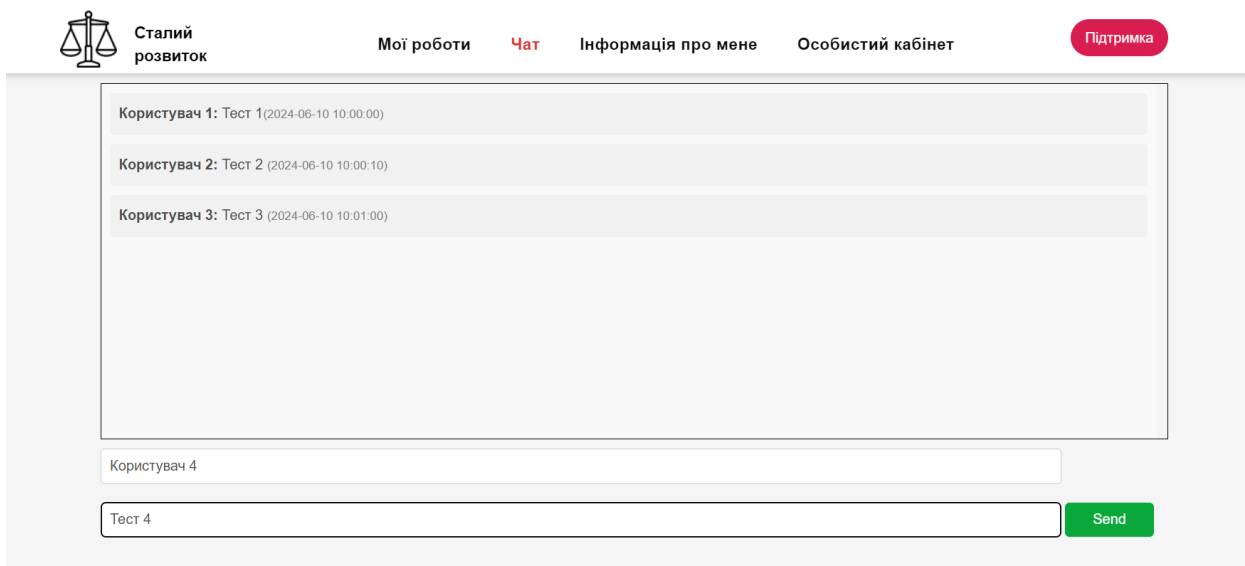 Сталий
розвиток
Мої роботи Чат Інформація про мене Особистий кабінет
Підтримка
Користувач 1: Тест 1(2024-06-10 10:00:00)
Користувач 2: Тест 2 (2024-06-10 10:00:10)
Користувач 3: Тест 3 (2024-06-10 10:01:00)
Користувач 4
Тест 4
Send